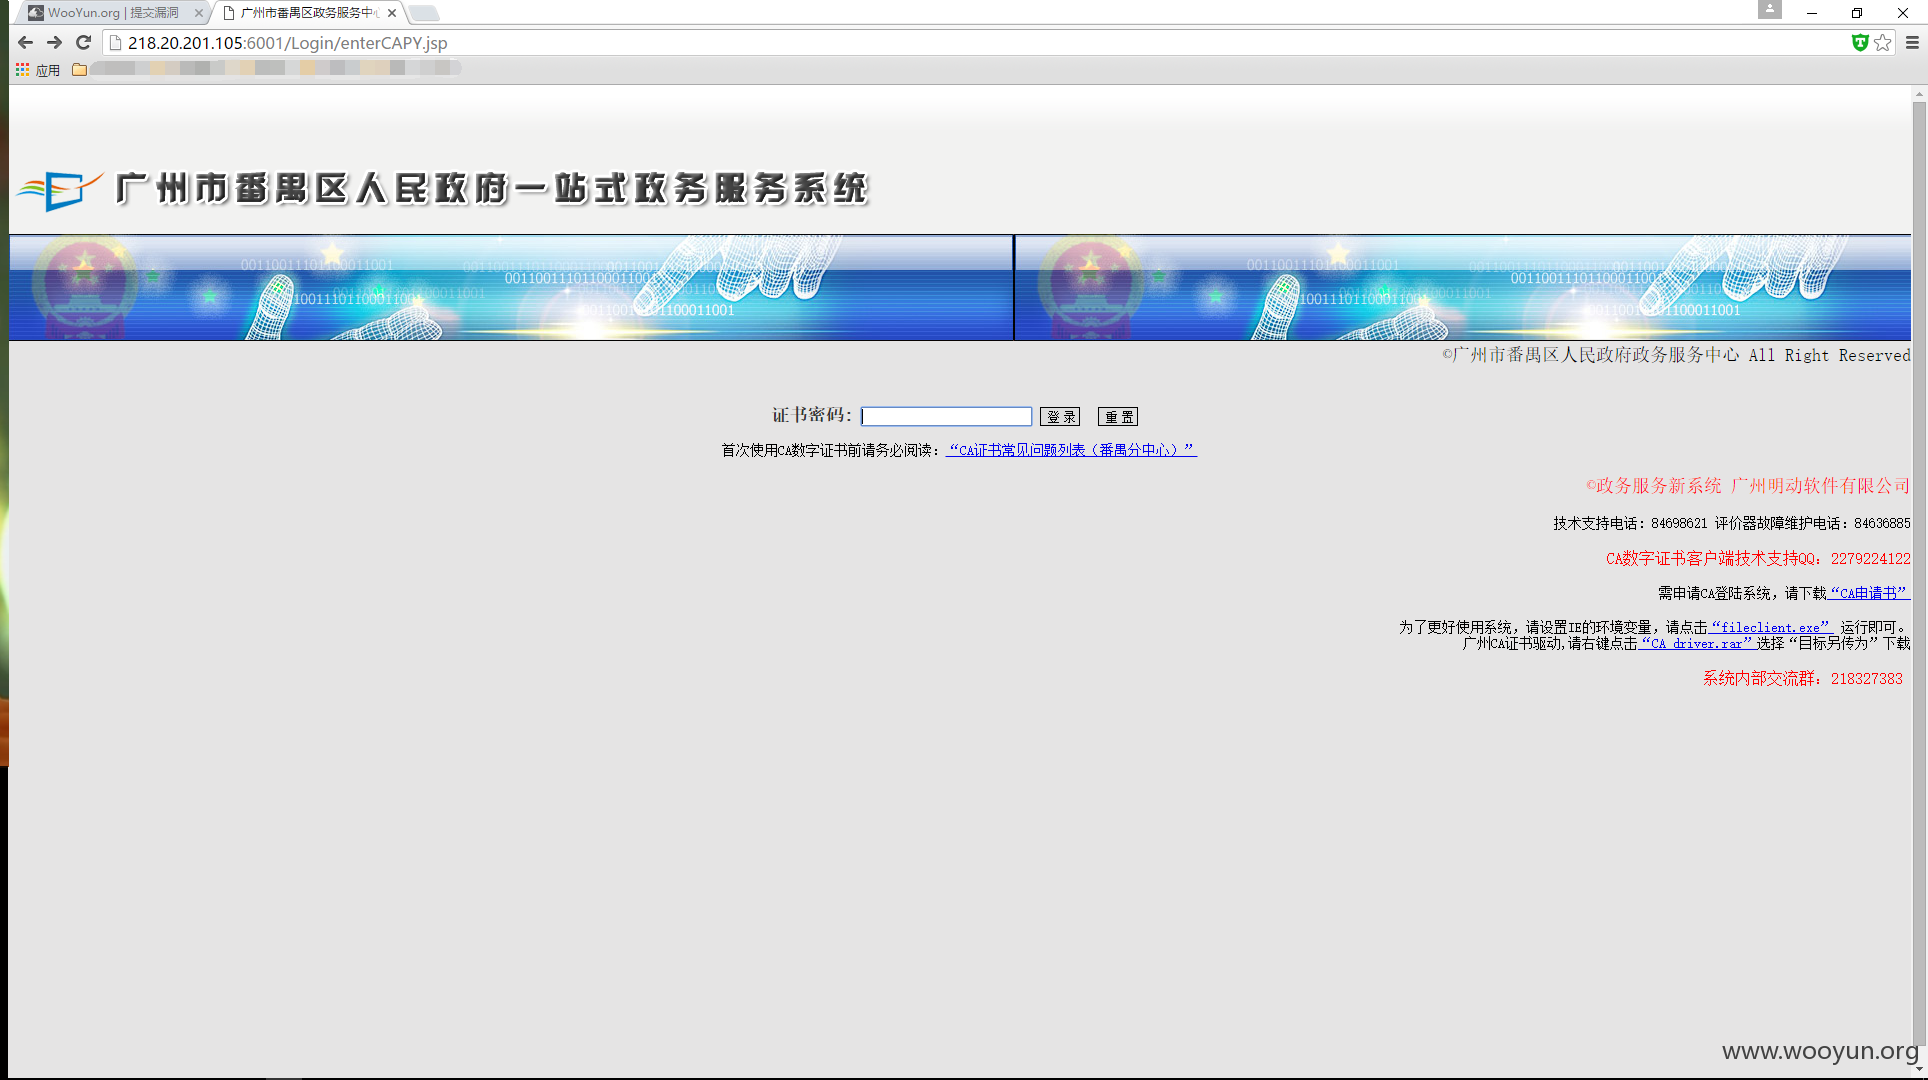 WooYun.org | 提交漏洞
广州市番禺区政务服务中
218.20.201.105:6001/Login/enterCAPY.jsp
应用
广州市番禺区人民政府一站式政务服务系统
©广州市番禺区人民政府政务服务中心 All Right Reserved
证书密码： 登录 重置
首次使用CA数字证书前请务必阅读：“CA证书常见问题列表（番禺分中心）”
©政务服务新系统 广州明动软件有限公司
技术支持电话：84698621 评价器故障维护电话：84636885
CA数字证书客户端技术支持QQ：2279224122
需申请CA登陆系统，请下载“CA申请书”
为了更好使用系统，请设置IE的环境变量，请点击“fileclient.exe” 运行即可。
广州CA证书驱动,请右键点击“CA driver.rar”选择“目标另传为”下载
系统内部交流群：218327383
www.wooyun.org